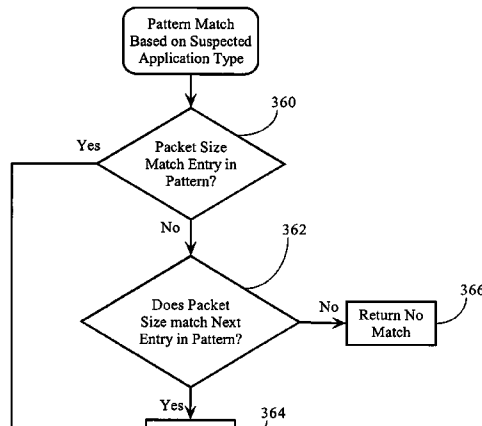 Pattern Match
Based on Suspected
Application Type
360
Yes
Packet Size
Match Entry in
Pattern?
No
362
Does Packet
Size match Next
Entry in Pattern?
No
Return No
Match
366
Yes
364